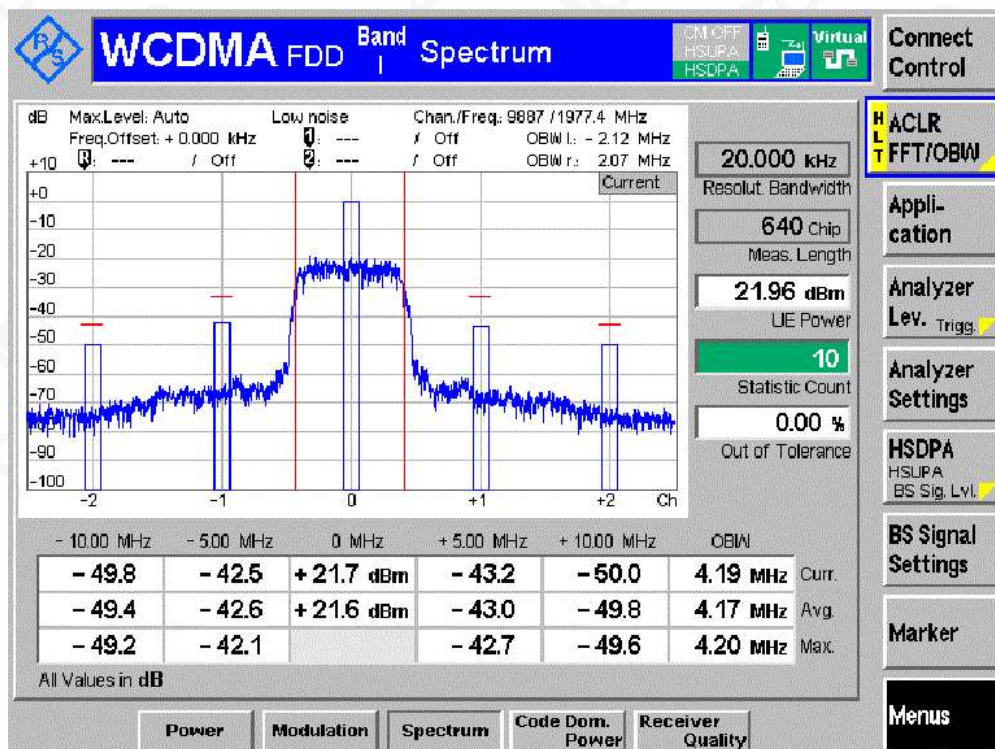 R&S
WCDMA FDD Band I Spectrum
CM OFF
HSUPA
HSDPA
Virtual
Connect Control
dB Max.Level: Auto Low noise Chan./Freq.: 9887 / 1977.4 MHz
Freq.Offset: + 0.000 kHz 1: --- / Off OBW l.: - 2.12 MHz
+10 R: --- / Off 2: --- / Off OBW r.: 2.07 MHz
Current
+0
-10
-20
-30
-40
-50
-60
-70
-90
-100
-2 -1 0 +1 +2 Ch
20.000 kHz
Resolut. Bandwidth
640 Chip
Meas. Length
21.96 dBm
UE Power
10
Statistic Count
0.00 %
Out of Tolerance
- 10.00 MHz - 5.00 MHz 0 MHz + 5.00 MHz + 10.00 MHz OBW
- 49.8 - 42.5 + 21.7 dBm - 43.2 - 50.0 4.19 MHz Curr.
- 49.4 - 42.6 + 21.6 dBm - 43.0 - 49.8 4.17 MHz Avg.
- 49.2 - 42.1 - 42.7 - 49.6 4.20 MHz Max.
All Values in dB
HLT
ACLR
FFT/OBW
Appli-
cation
Analyzer
Lev. Trigg.
Analyzer
Settings
HSDPA
HSUPA
BS Sig. Lvl.
BS Signal
Settings
Marker
Menus
Power
Modulation
Spectrum
Code Dom.
Power
Receiver
Quality